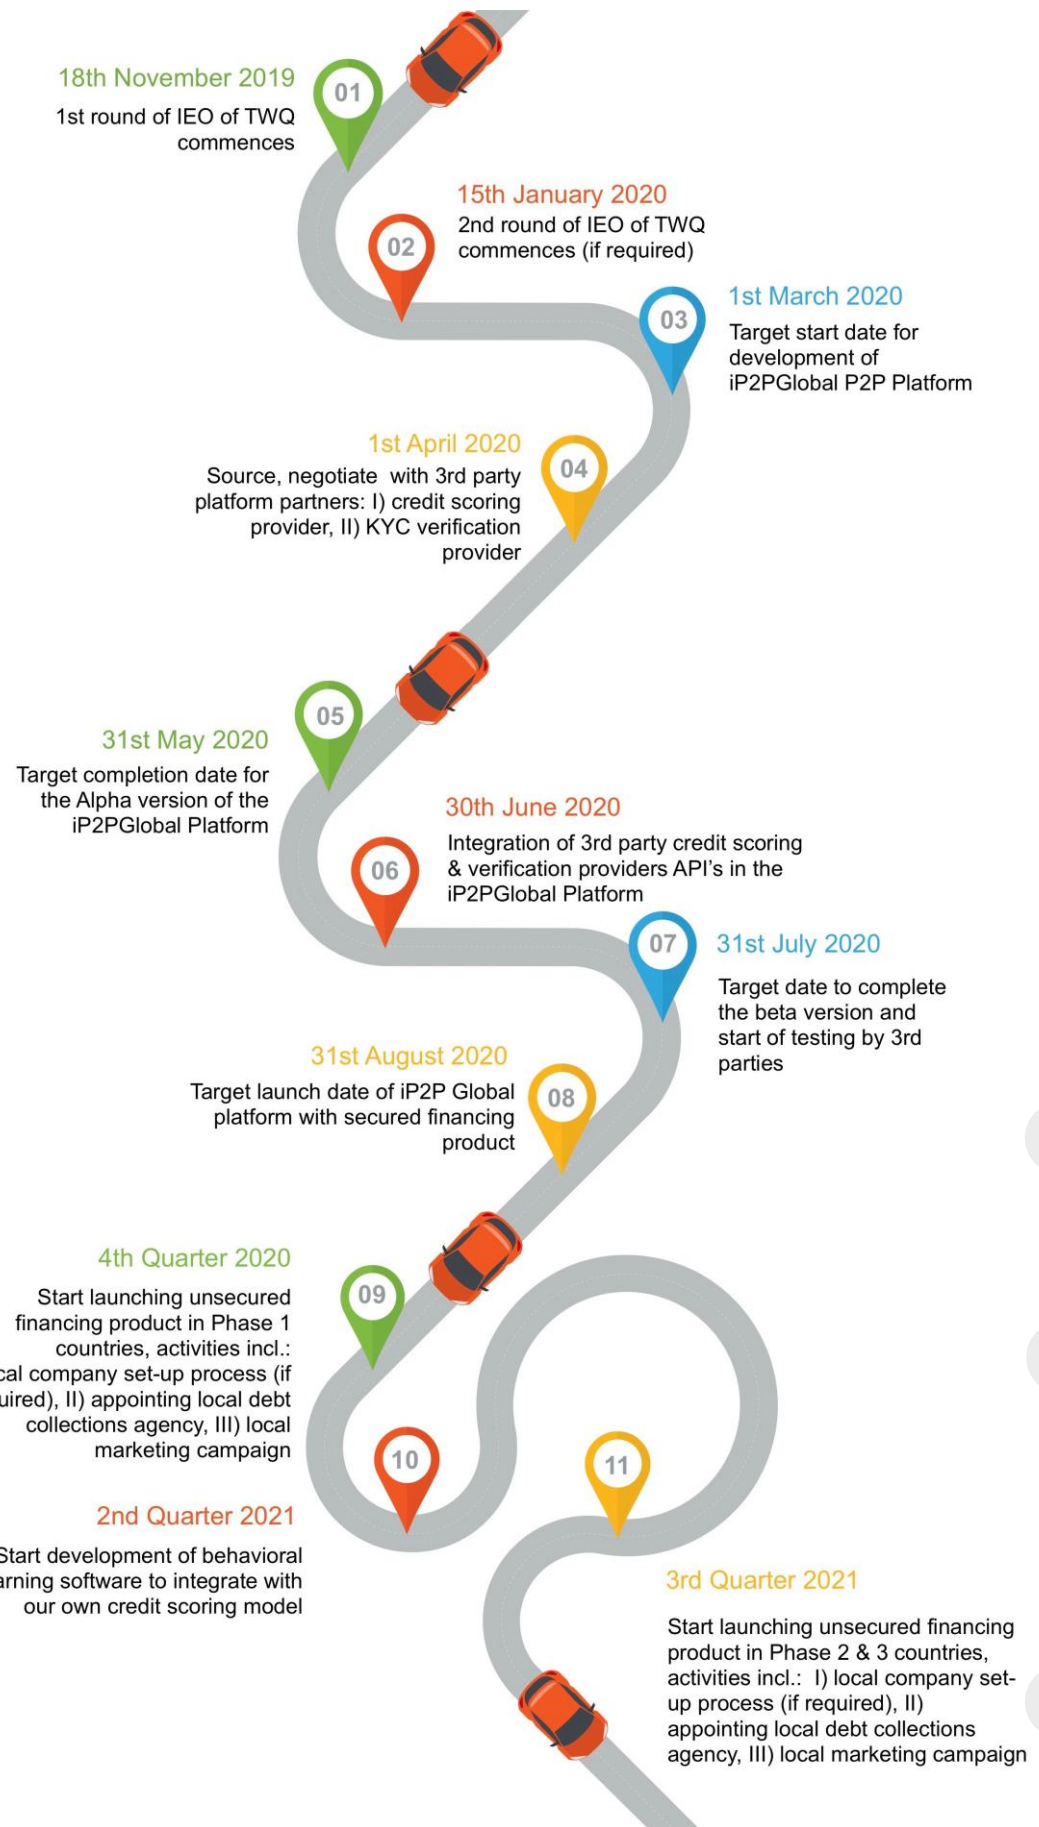 18th November 2019
01
1st round of IEO of TWQ
commences
15th January 2020
02
2nd round of IEO of TWQ
commences (if required)
1st March 2020
03
Target start date for
development of
iP2PGlobal P2P Platform
1st April 2020
04
Source, negotiate with 3rd party
platform partners: I) credit scoring
provider, II) KYC verification
provider
05
31st May 2020
Target completion date for
the Alpha version of the
iP2PGlobal Platform
30th June 2020
06
Integration of 3rd party credit scoring
& verification providers API's in the
iP2PGlobal Platform
07
31st July 2020
Target date to complete
the beta version and
start of testing by 3rd
parties
31st August 2020
08
Target launch date of iP2P Global
platform with secured financing
product
4th Quarter 2020
09
Start launching unsecured
financing product in Phase 1
countries, activities incl.:
company set-up process (if
II) appointing local debt
collections agency, III) local
marketing campaign
10
2nd Quarter 2021
Start development of behavioral
software to integrate with
our own credit scoring model
11
3rd Quarter 2021
Start launching unsecured financing
product in Phase 2 & 3 countries,
activities incl.: I) local company set-
up process (if required), II)
appointing local debt collections
agency, III) local marketing campaign